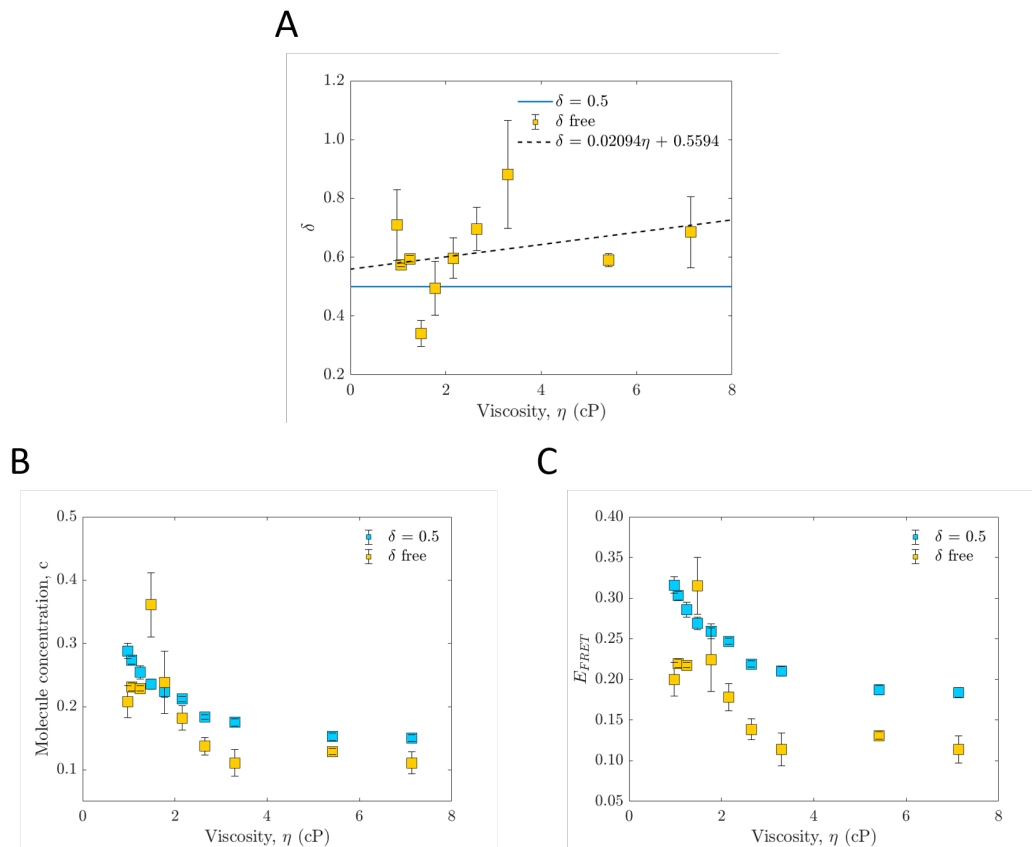 A
1.2
1.0
0.8
0.6
0.4
0.2
δ
δ = 0.5
δ free
δ = 0.02094η + 0.5594
0 2 4 6 8
Viscosity, η (cP)
B
0.5
0.4
0.3
0.2
0.1
Molecule concentration, c
δ = 0.5
δ free
0 2 4 6 8
Viscosity, η (cP)
C
0.40
0.35
0.30
0.25
0.20
0.15
0.10
0.05
E_FRET
δ = 0.5
δ free
0 2 4 6 8
Viscosity, η (cP)